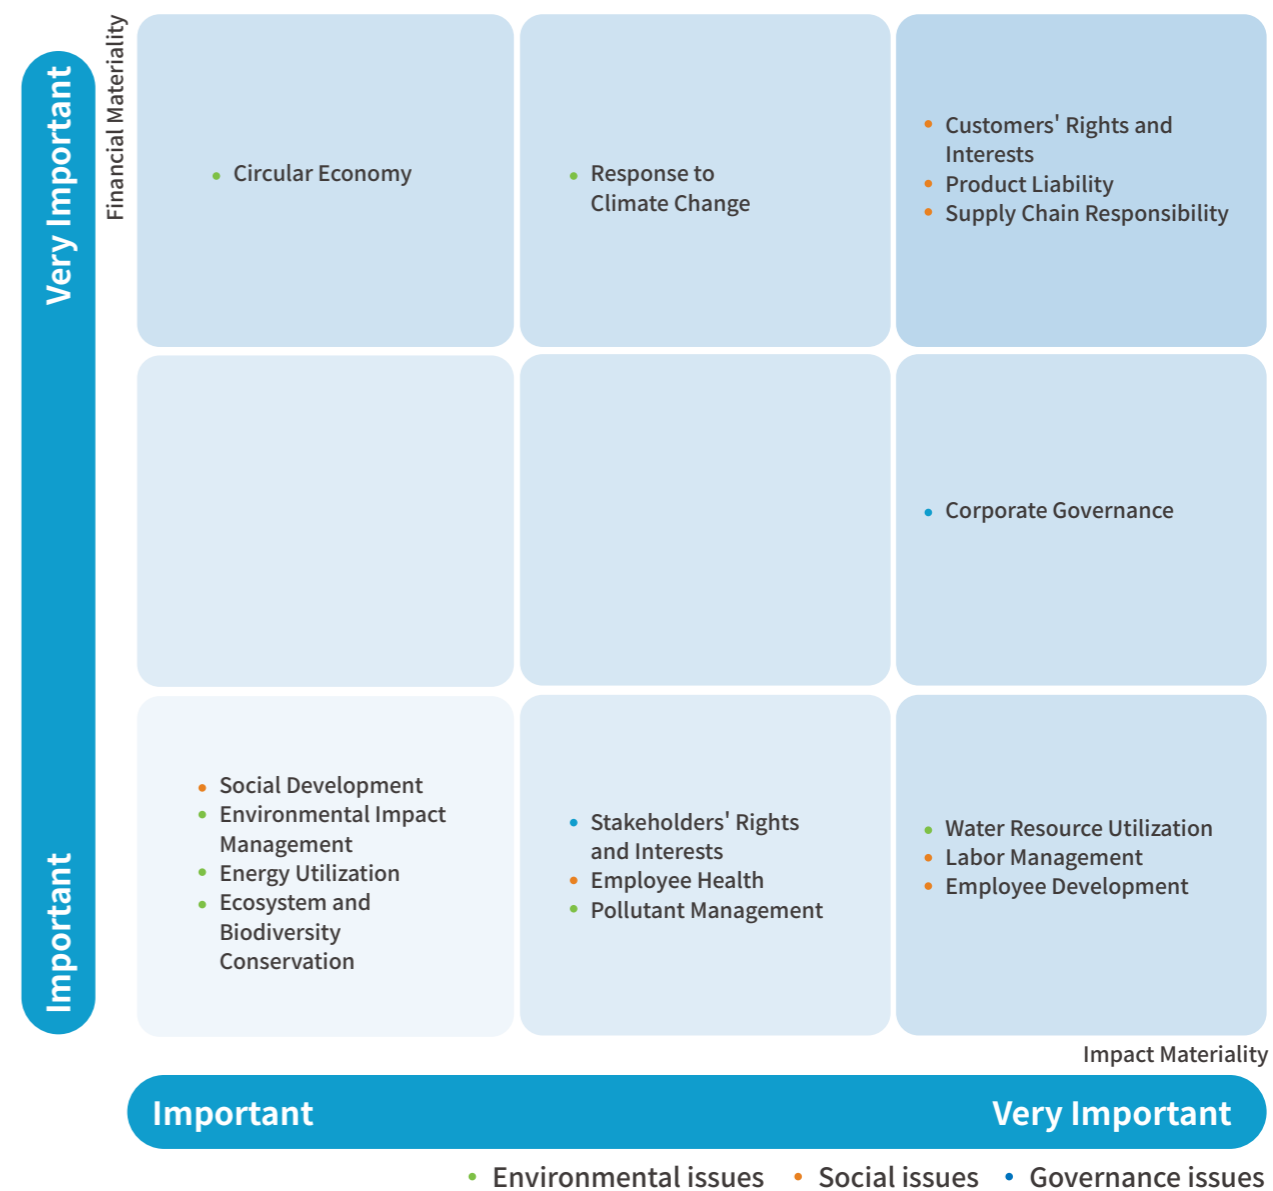 Very Important
Financial Materiality
• Circular Economy
• Response to
Climate Change
• Customers' Rights and
Interests
• Product Liability
• Supply Chain Responsibility
• Corporate Governance
Important
• Social Development
• Environmental Impact
Management
• Energy Utilization
• Ecosystem and
Biodiversity
Conservation
• Stakeholders' Rights
and Interests
• Employee Health
• Pollutant Management
• Water Resource Utilization
• Labor Management
• Employee Development
Impact Materiality
Important
Very Important
• Environmental issues
• Social issues
• Governance issues